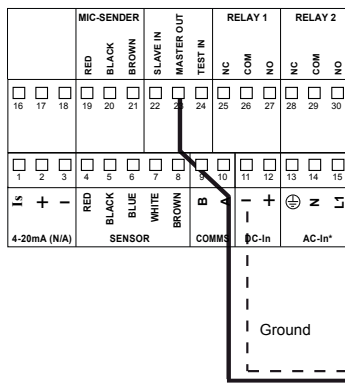 MIC-SENDER RELAY 1 RELAY 2
RED BLACK BROWN SLAVE IN MASTER OUT TEST IN NC COM NO NC COM NO
16 17 18 19 20 21 22 23 24 25 26 27 28 29 30
1 2 3 4 5 6 7 8 9 10 11 12 13 14 15
Is + − RED BLACK BLUE WHITE BROWN B A − + N L1
4-20mA (N/A) SENSOR COMMS DC-In AC-In*
Ground